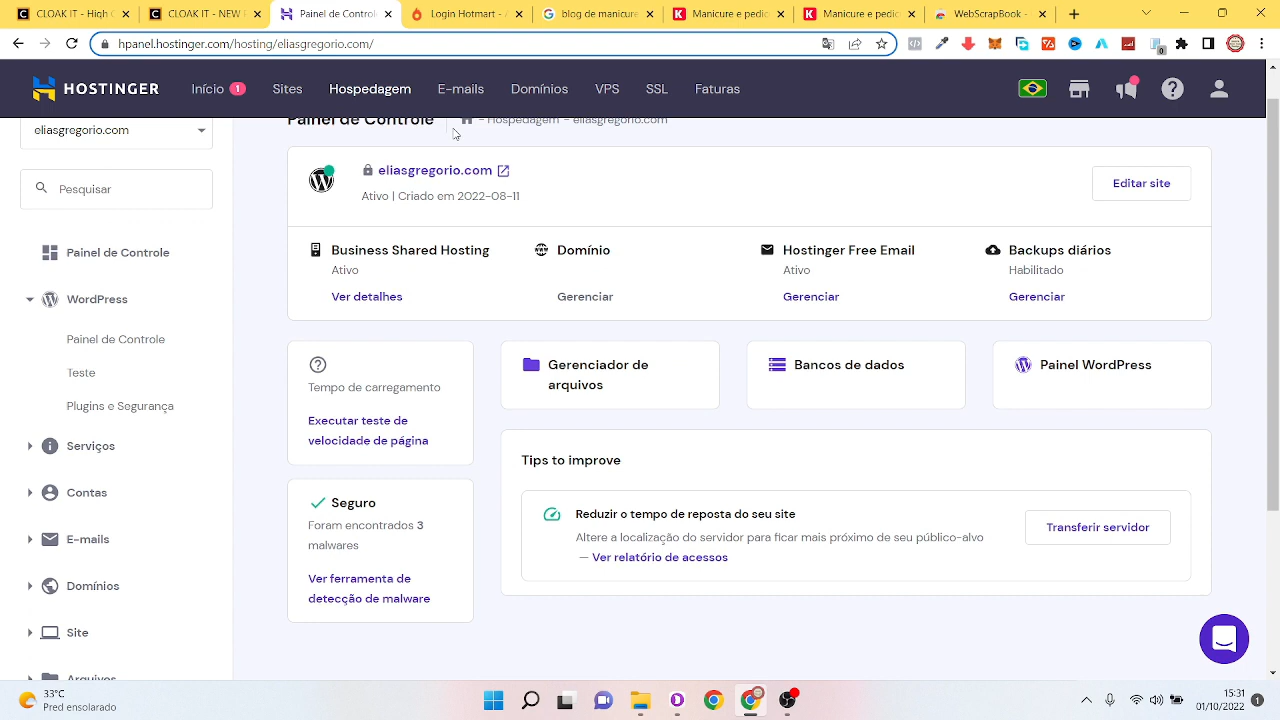 CLOAK IT - High C
CLOAK IT - NEW I
Painel de Controle
Login Hotmart - A
blog de manicure
Manicure e pedic
Manicure e pedic
WebScrapBook -
hpanel.hostinger.com/hosting/eliasgregorio.com/
HOSTINGER
Início 1
Sites
Hospedagem
E-mails
Domínios
VPS
SSL
Faturas
eliasgregorio.com
Painel de Controle
- Hospedagem - eliasgregorio.com
Pesquisar
Painel de Controle
WordPress
Painel de Controle
Teste
Plugins e Segurança
Serviços
Contas
E-mails
Domínios
Site
Arquivos
eliasgregorio.com
Ativo | Criado em 2022-08-11
Editar site
Business Shared Hosting
Ativo
Ver detalhes
Domínio
Gerenciar
Hostinger Free Email
Ativo
Gerenciar
Backups diários
Habilitado
Gerenciar
Tempo de carregamento
Executar teste de
velocidade de página
Gerenciador de
arquivos
Bancos de dados
Painel WordPress
Seguro
Foram encontrados 3
malwares
Ver ferramenta de
detecção de malware
Tips to improve
Reduzir o tempo de reposta do seu site
Altere a localização do servidor para ficar mais próximo de seu público-alvo
— Ver relatório de acessos
Transferir servidor
33°C
Pred ensolarado
15:31
01/10/2022
1